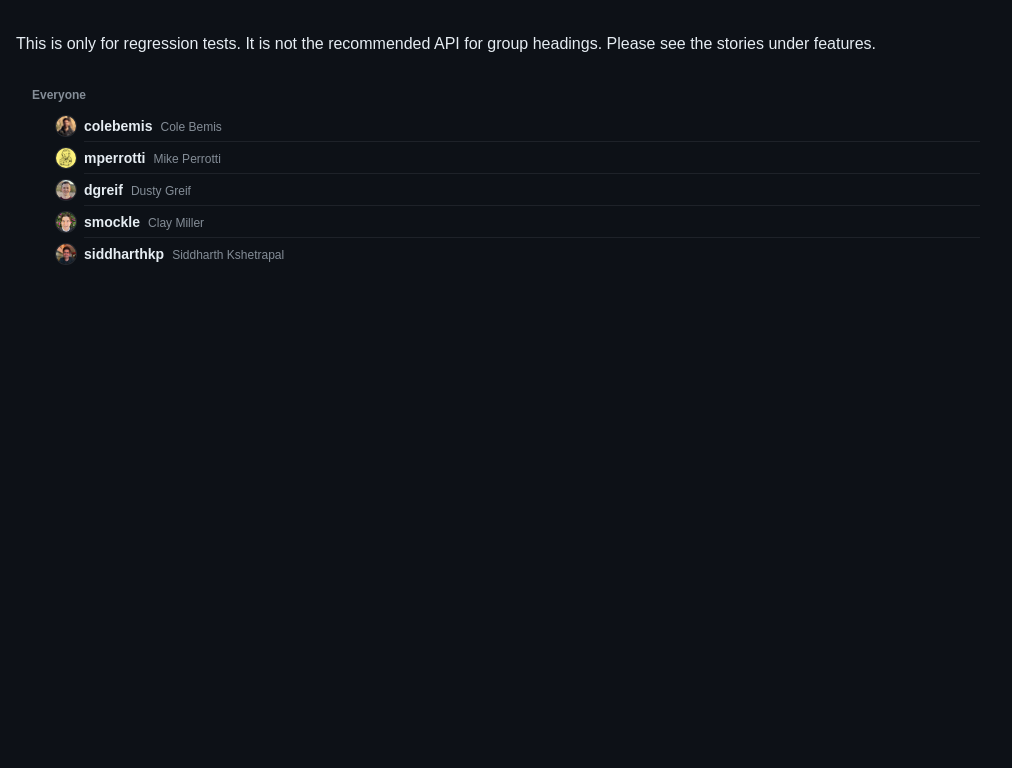 This is only for regression tests. It is not the recommended API for group headings. Please see the stories under features.
Everyone
colebemis Cole Bemis
mperrotti Mike Perrotti
dgreif Dusty Greif
smockle Clay Miller
siddharthkp Siddharth Kshetrapal